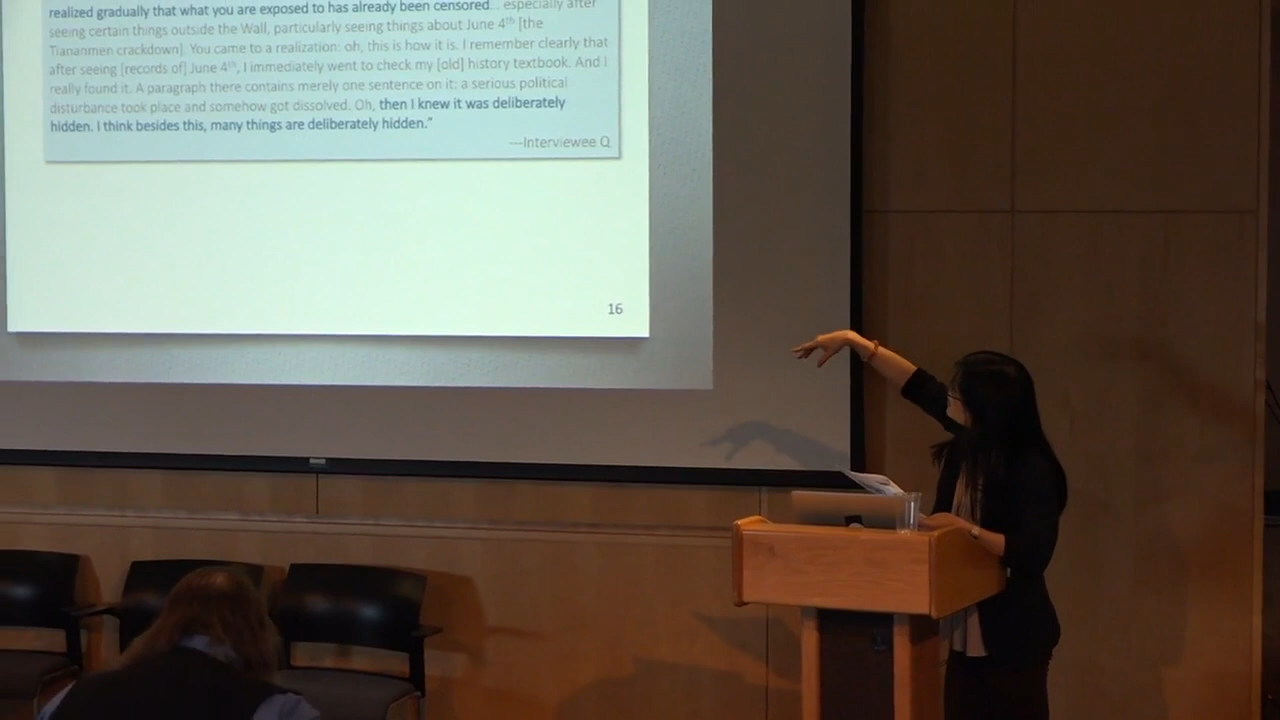 realized gradually that what you are exposed to has already been censored... especially after
seeing certain things outside the Wall, particularly seeing things about June 4th [the
Tiananmen crackdown]. You came to a realization: oh, this is how it is. I remember clearly that
after seeing [records of] June 4th, I immediately went to check my [old] history textbook. And I
really found it. A paragraph there contains merely one sentence on it: a serious political
disturbance took place and somehow got dissolved. Oh, then I knew it was deliberately
hidden. I think besides this, many things are deliberately hidden."
---Interviewee Q
16